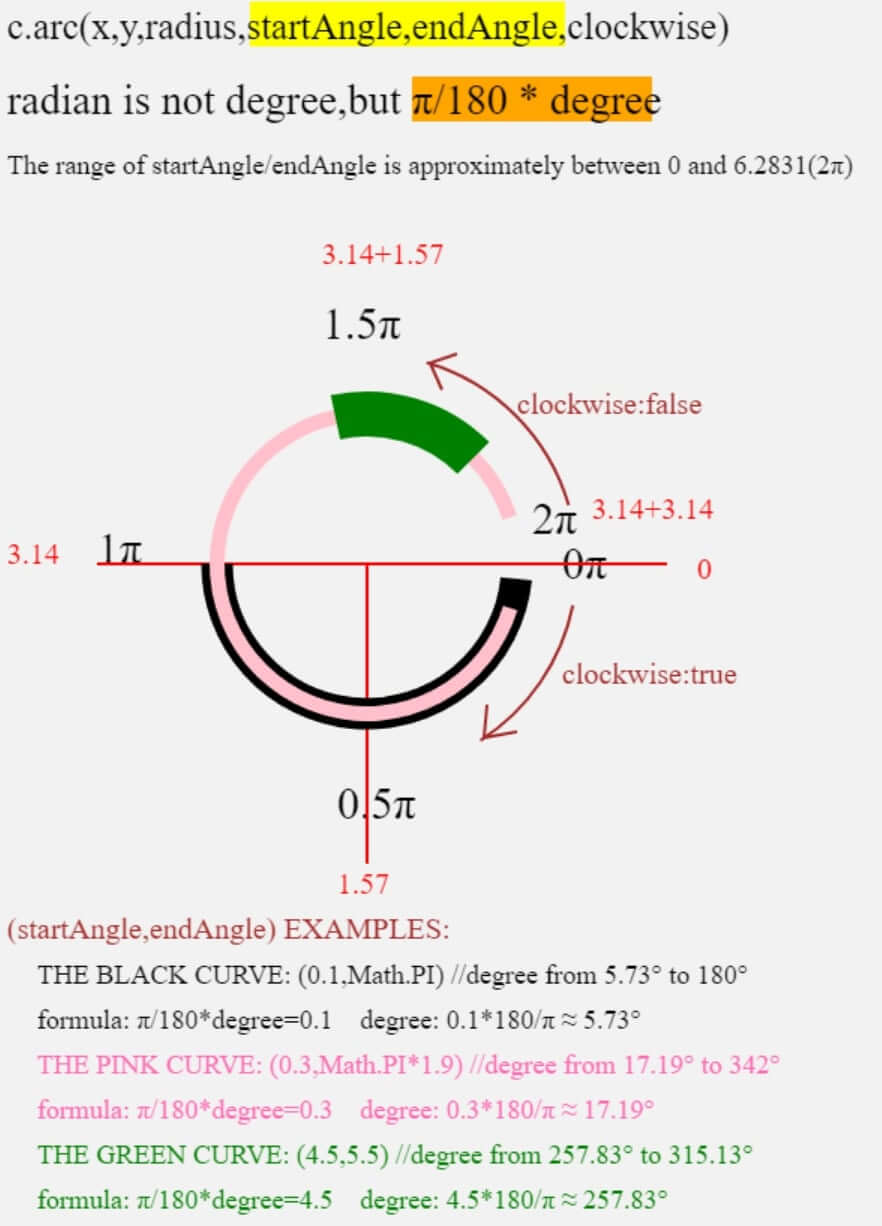 c.arc(x,y,radius,startAngle,endAngle,clockwise)
radian is not degree,but π/180 * degree
The range of startAngle/endAngle is approximately between 0 and 6.2831(2π)
3.14+1.57
1.5π
clockwise:false
2π 3.14+3.14
3.14 1π
0π 0
clockwise:true
0.5π
1.57
(startAngle,endAngle) EXAMPLES:
THE BLACK CURVE: (0.1,Math.PI) //degree from 5.73° to 180°
formula: π/180*degree=0.1 degree: 0.1*180/π ≈ 5.73°
THE PINK CURVE: (0.3,Math.PI*1.9) //degree from 17.19° to 342°
formula: π/180*degree=0.3 degree: 0.3*180/π ≈ 17.19°
THE GREEN CURVE: (4.5,5.5) //degree from 257.83° to 315.13°
formula: π/180*degree=4.5 degree: 4.5*180/π ≈ 257.83°